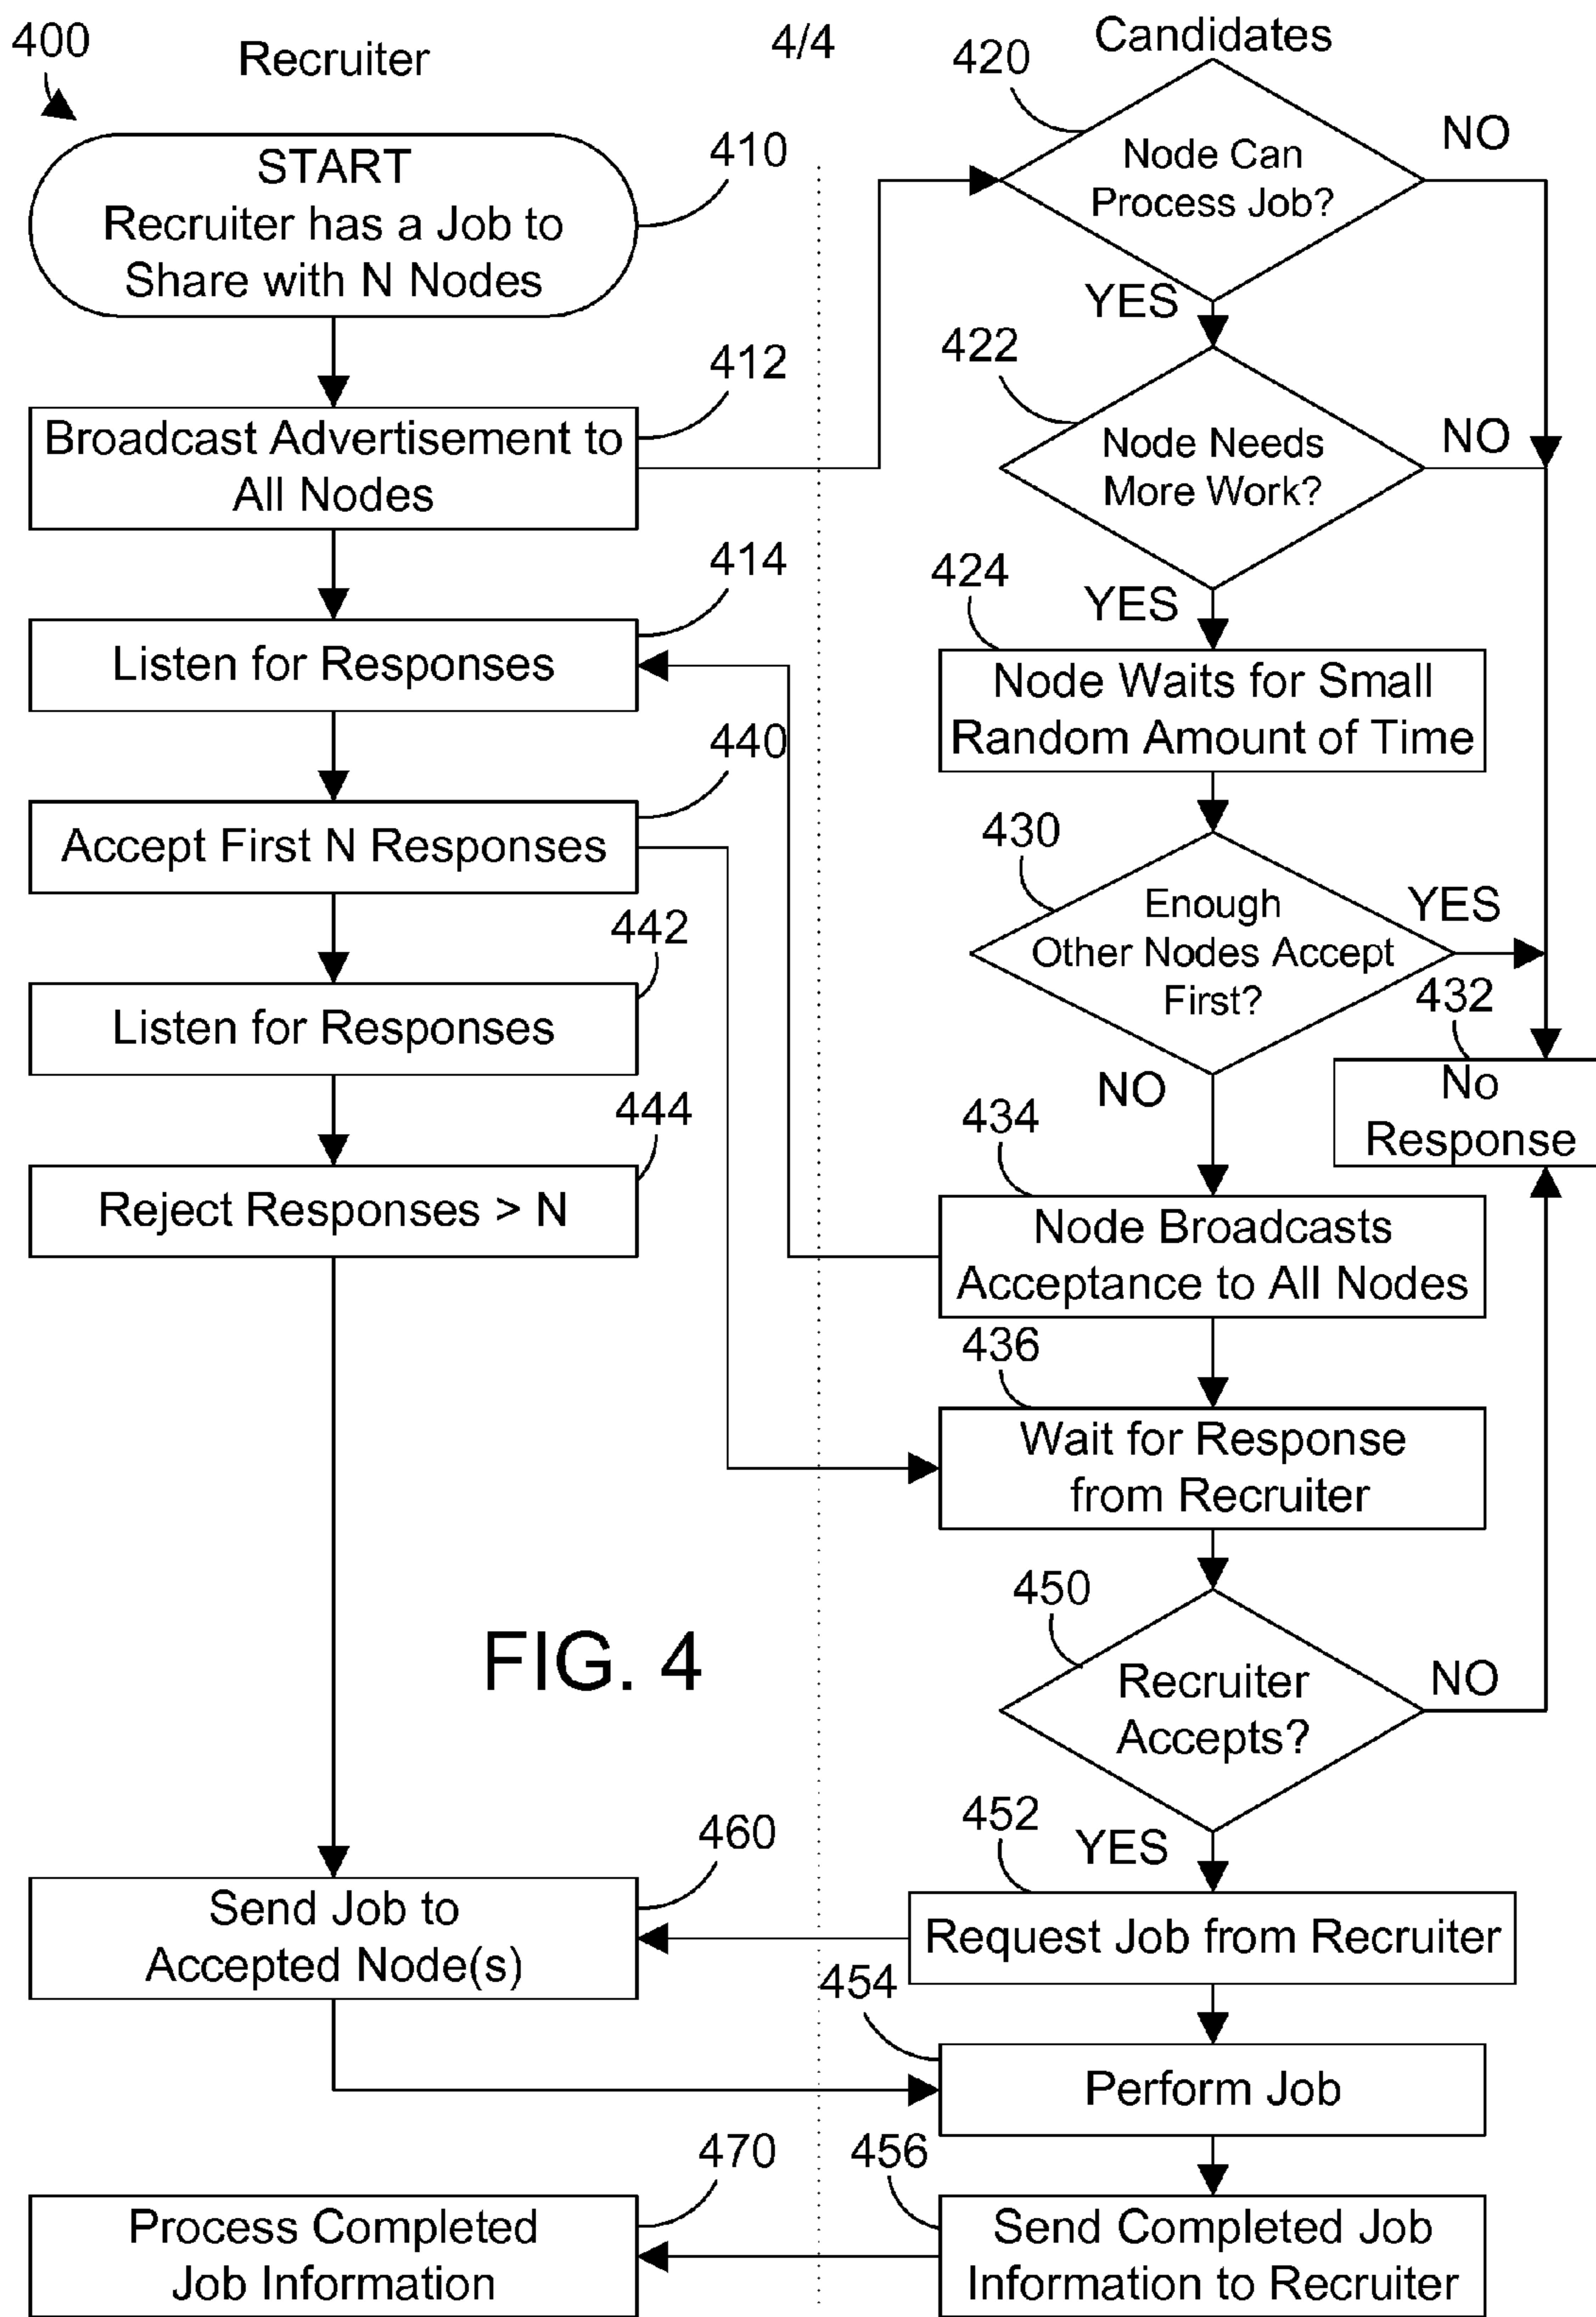 400
Recruiter
4/4
Candidates
START
Recruiter has a Job to
Share with N Nodes
410
420
Node Can
Process Job?
NO
YES
Broadcast Advertisement to
All Nodes
412
422
Node Needs
More Work?
NO
YES
Listen for Responses
414
424
Node Waits for Small
Random Amount of Time
Accept First N Responses
440
430
Enough
Other Nodes Accept
First?
YES
NO
432
No
Response
Listen for Responses
442
Reject Responses > N
444
434
Node Broadcasts
Acceptance to All Nodes
436
Wait for Response
from Recruiter
FIG. 4
450
Recruiter
Accepts?
NO
YES
Send Job to
Accepted Node(s)
460
452
Request Job from Recruiter
454
Perform Job
Process Completed
Job Information
470
456
Send Completed Job
Information to Recruiter